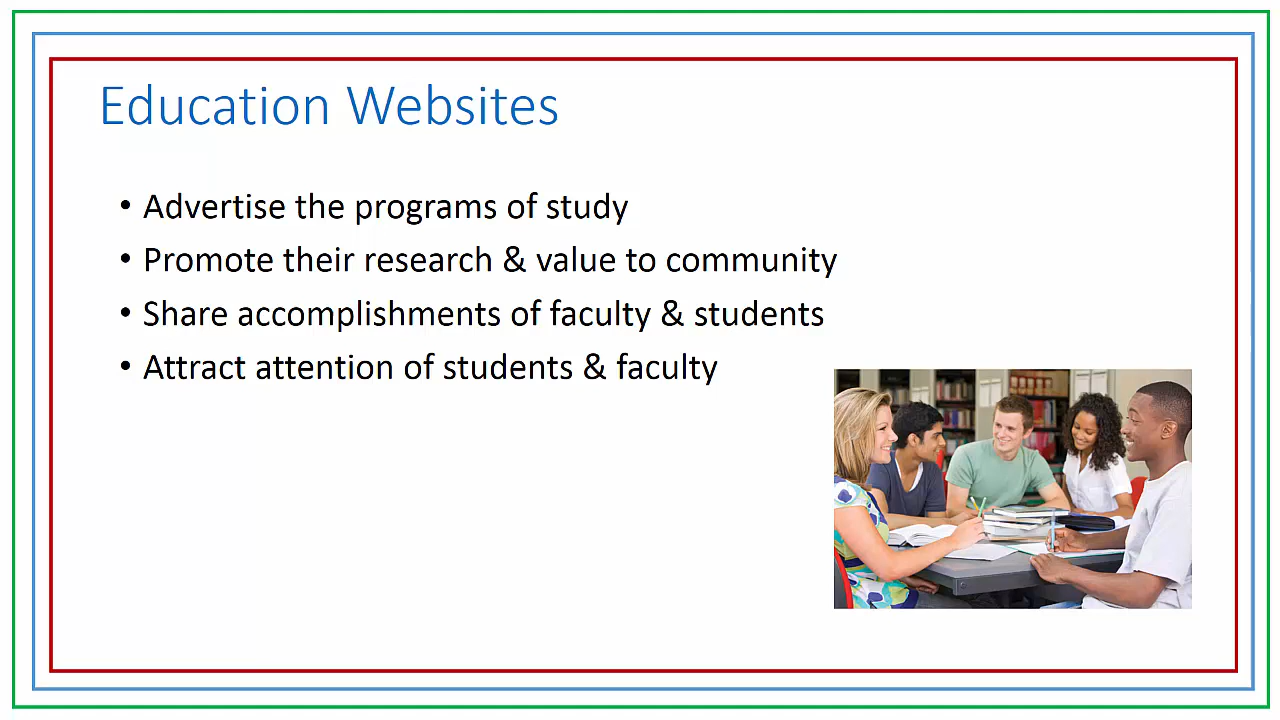 Education Websites
• Advertise the programs of study
• Promote their research & value to community
• Share accomplishments of faculty & students
• Attract attention of students & faculty